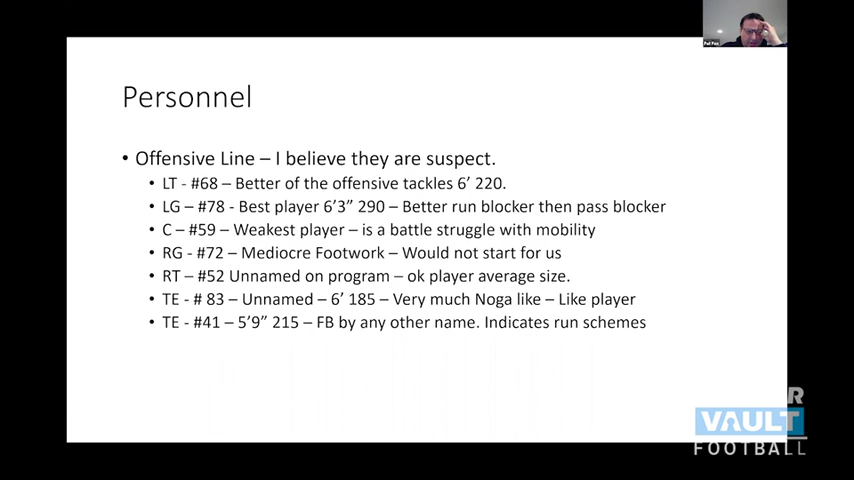 Personnel
• Offensive Line – I believe they are suspect.
• LT - #68 – Better of the offensive tackles 6’ 220.
• LG – #78 - Best player 6’3” 290 – Better run blocker then pass blocker
• C – #59 – Weakest player – is a battle struggle with mobility
• RG - #72 – Mediocre Footwork – Would not start for us
• RT – #52 Unnamed on program – ok player average size.
• TE - # 83 – Unnamed – 6’ 185 – Very much Noga like – Like player
• TE - #41 – 5’9” 215 – FB by any other name. Indicates run schemes
R
VAULT
FOOTBALL